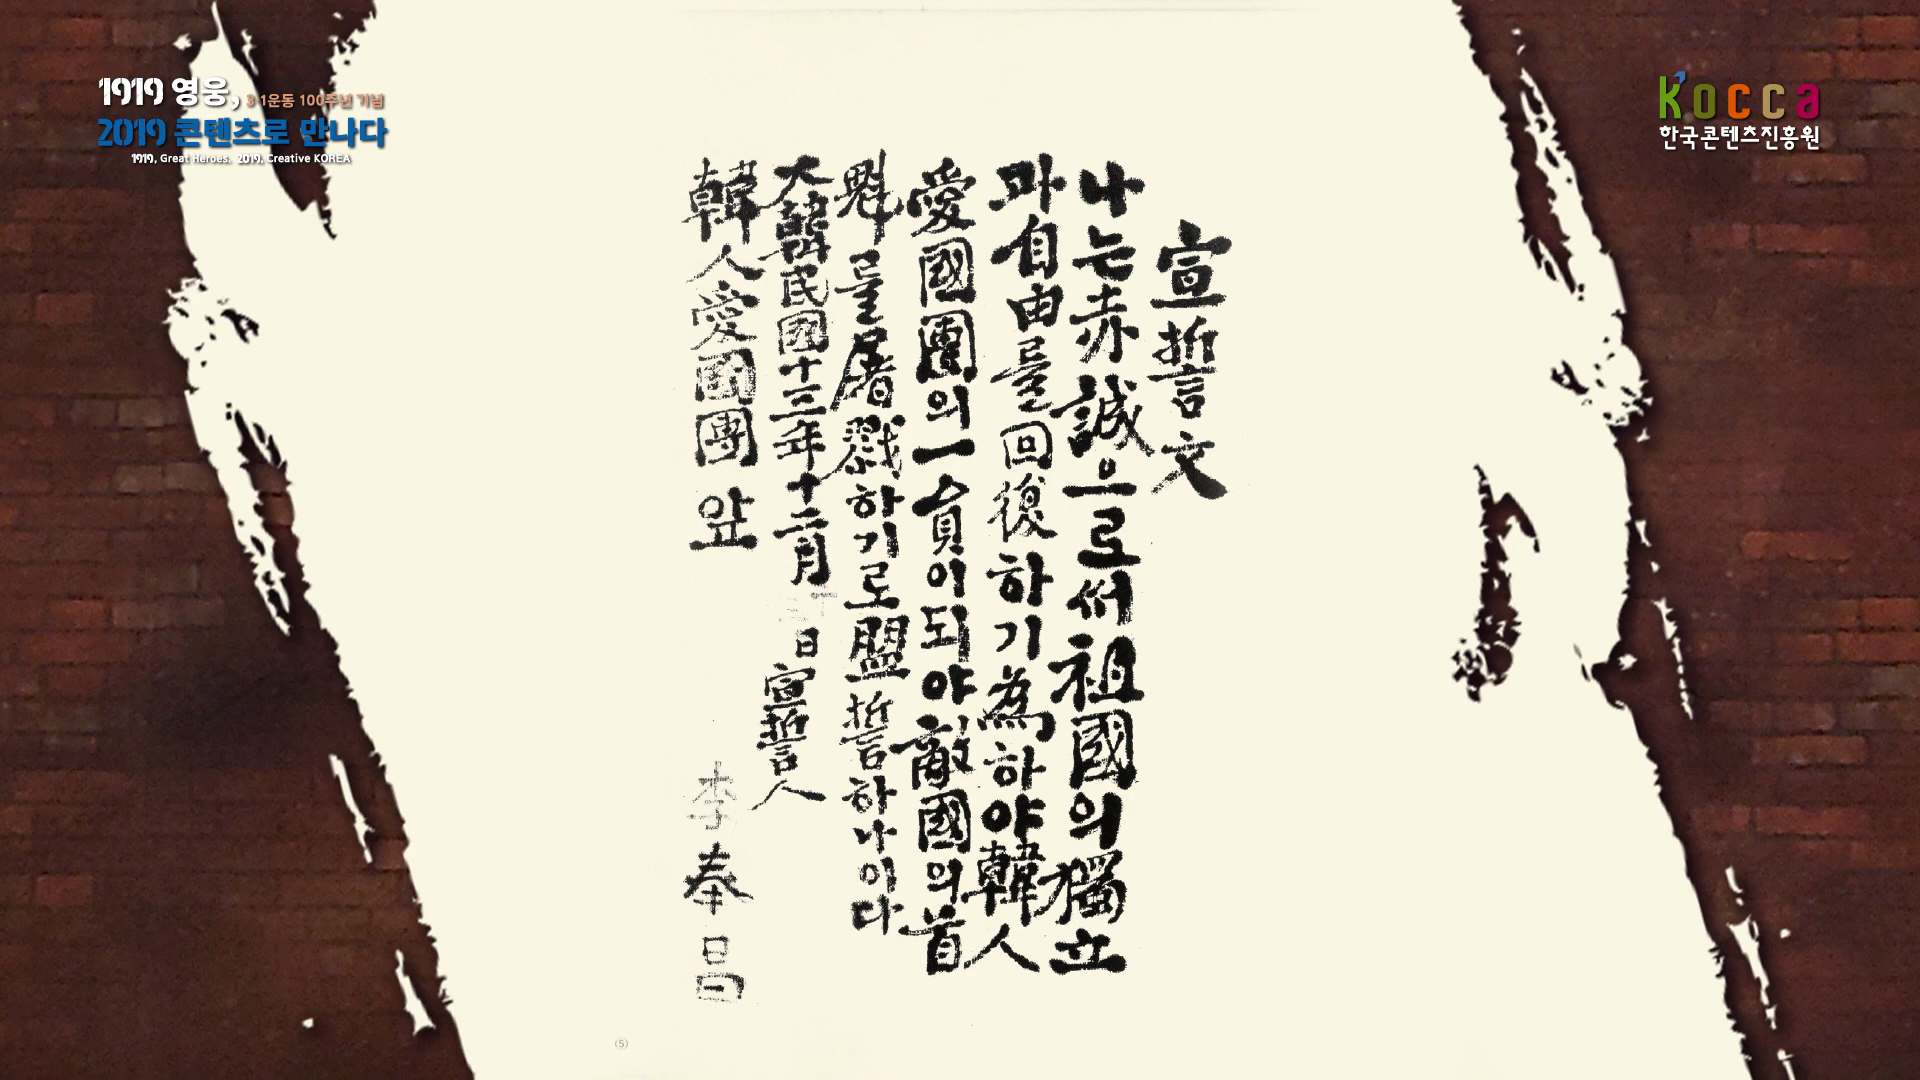 1919 영웅, 3·1운동 100주년 기념
2019 콘텐츠로 만나다
1919, Great Heroes. 2019, Creative KOREA
Kocca
한국콘텐츠진흥원
宣誓文
나는赤誠으로써祖國의獨立
과自由를回復하기爲하야韓人
愛國團의一員이되야敵國의首
魁를屠戮하기로盟誓하나이다
大韓民國十三年十二月 日宣誓人
韓人愛國團앞 李奉昌
⑤